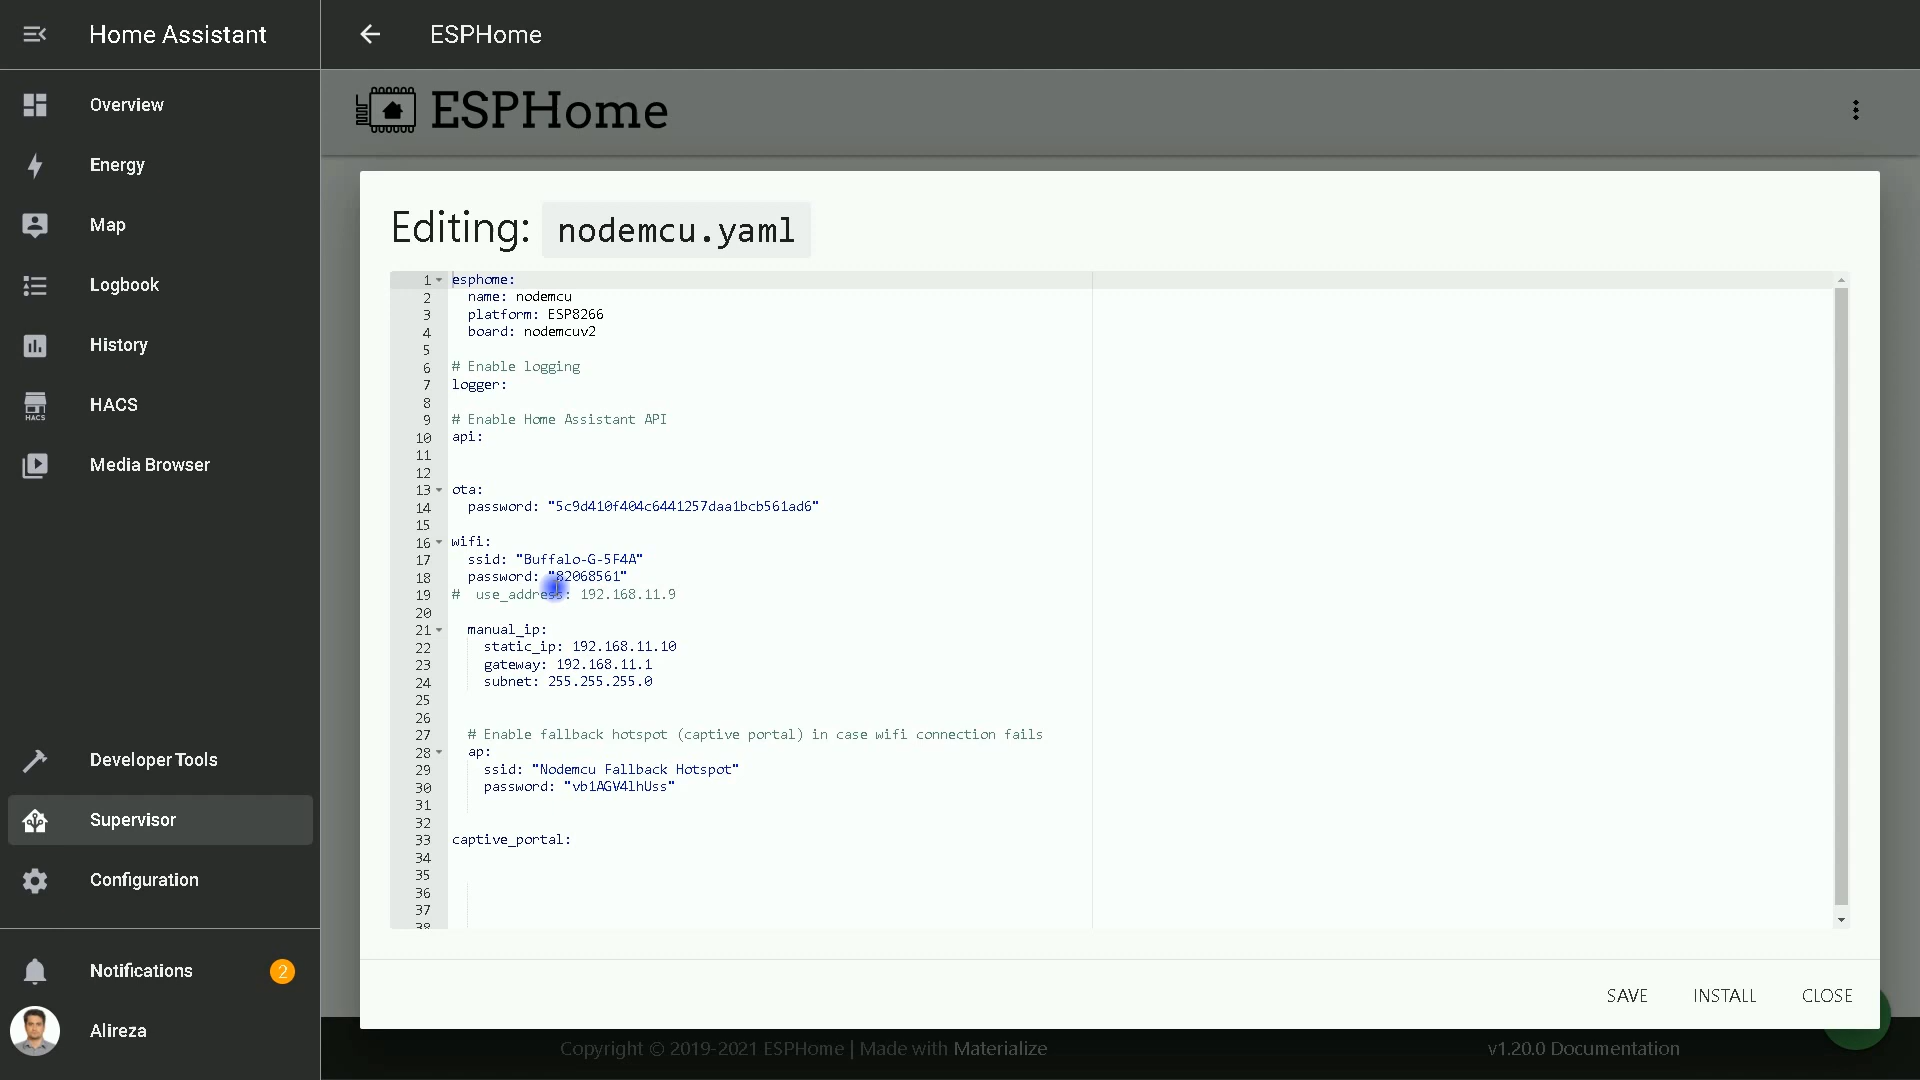 Home Assistant
ESPHome
Overview
Energy
Map
Logbook
History
HACS
HACS
Media Browser
Developer Tools
Supervisor
Configuration
Notifications
2
Alireza
ESPHome
Editing: nodemcu.yaml
1 esphome:
2   name: nodemcu
3   platform: ESP8266
4   board: nodemcuv2
5
6 # Enable logging
7 logger:
8
9 # Enable Home Assistant API
10 api:
11
12
13 ota:
14   password: "5c9d410f404c6441257daa1bcb561ad6"
15
16 wifi:
17   ssid: "Buffalo-G-5F4A"
18   password: "82068561"
19 #  use_address: 192.168.11.9
20
21   manual_ip:
22     static_ip: 192.168.11.10
23     gateway: 192.168.11.1
24     subnet: 255.255.255.0
25
26
27   # Enable fallback hotspot (captive portal) in case wifi connection fails
28   ap:
29     ssid: "Nodemcu Fallback Hotspot"
30     password: "vb1AGV4lhUss"
31
32
33 captive_portal:
34
35
36
37
38
SAVE INSTALL CLOSE
Copyright © 2019-2021 ESPHome | Made with Materialize
v1.20.0 Documentation